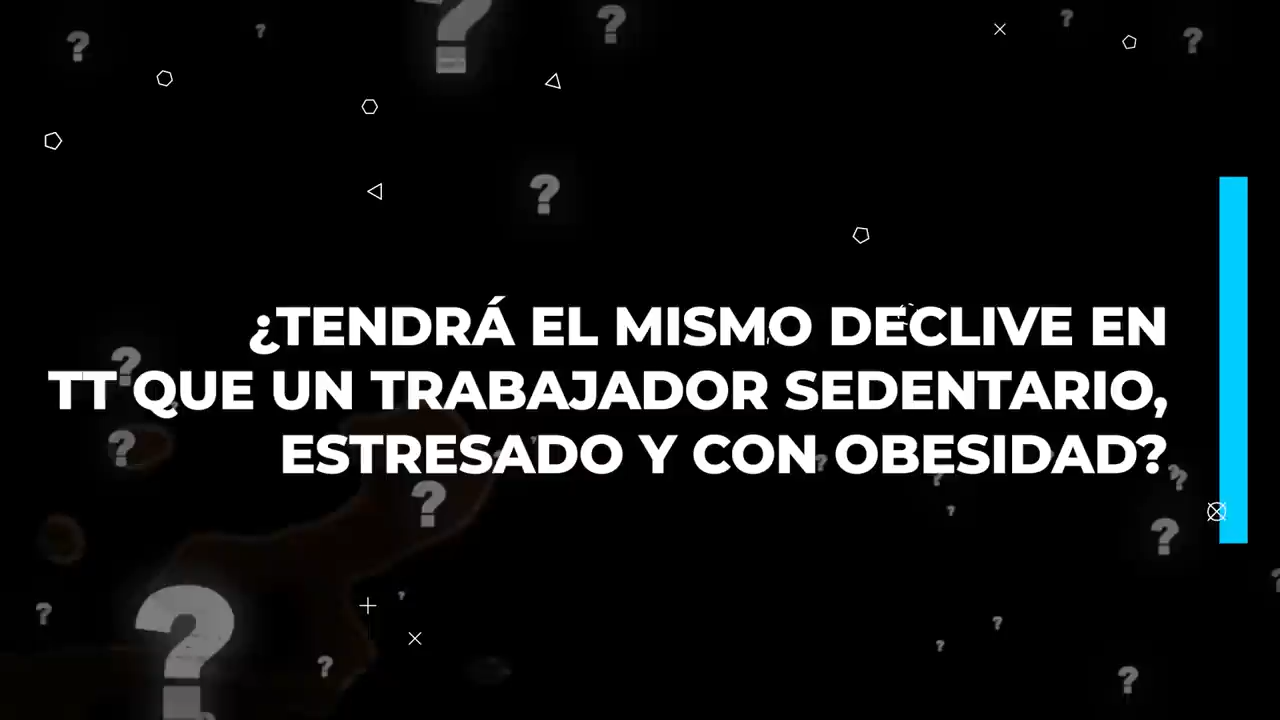 ¿TENDRÁ EL MISMO DECLIVE EN
TT QUE UN TRABAJADOR SEDENTARIO,
ESTRESADO Y CON OBESIDAD?